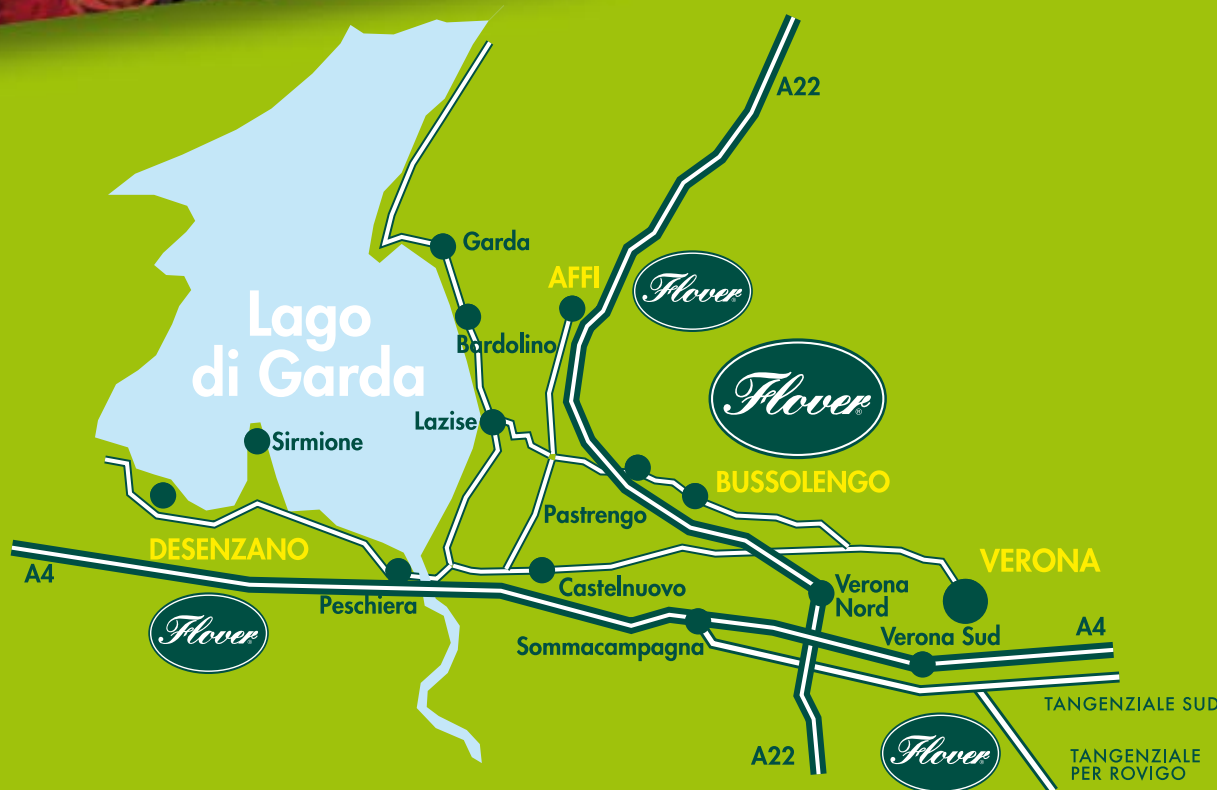 A22
Garda
AFFI
Flover®
Lago
di Garda
Bardolino
Flover®
Lazise
Sirmione
BUSSOLENGO
Pastrengo
DESENZANO
VERONA
A4
Castelnuovo
Verona
Nord
Peschiera
Flover
Sommacampagna
Verona Sud
A4
TANGENZIALE SUD
Flover®
A22
TANGENZIALE
PER ROVIGO